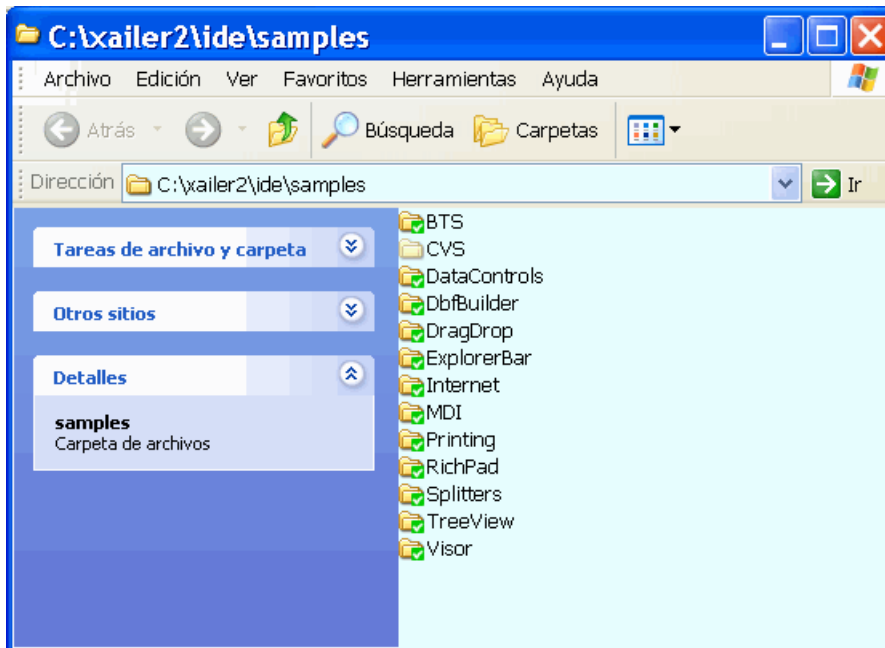 C:\xailer2\ide\samples
Archivo Edición Ver Favoritos Herramientas Ayuda
Atrás Búsqueda Carpetas
Dirección C:\xailer2\ide\samples Ir
Tareas de archivo y carpeta
Otros sitios
Detalles
samples
Carpeta de archivos
BTS
CVS
DataControls
DbfBuilder
DragDrop
ExplorerBar
Internet
MDI
Printing
RichPad
Splitters
TreeView
Visor